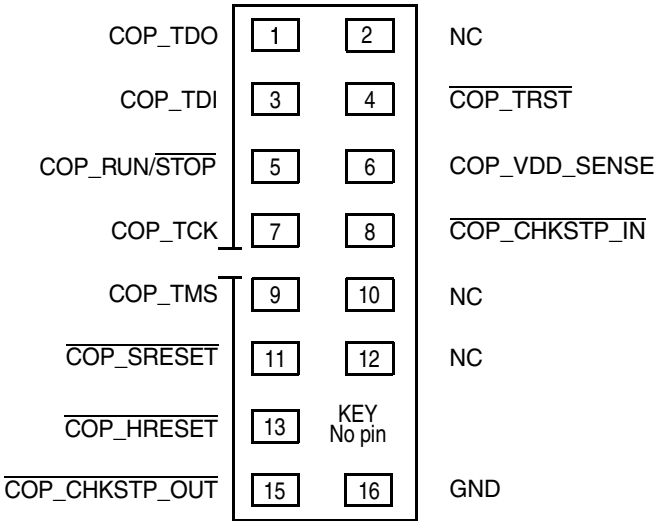 COP_TDO 1 2 NC
COP_TDI 3 4 COP_TRST
COP_RUN/STOP 5 6 COP_VDD_SENSE
COP_TCK 7 8 COP_CHKSTP_IN
COP_TMS 9 10 NC
COP_SRESET 11 12 NC
COP_HRESET 13 KEY
No pin
COP_CHKSTP_OUT 15 16 GND